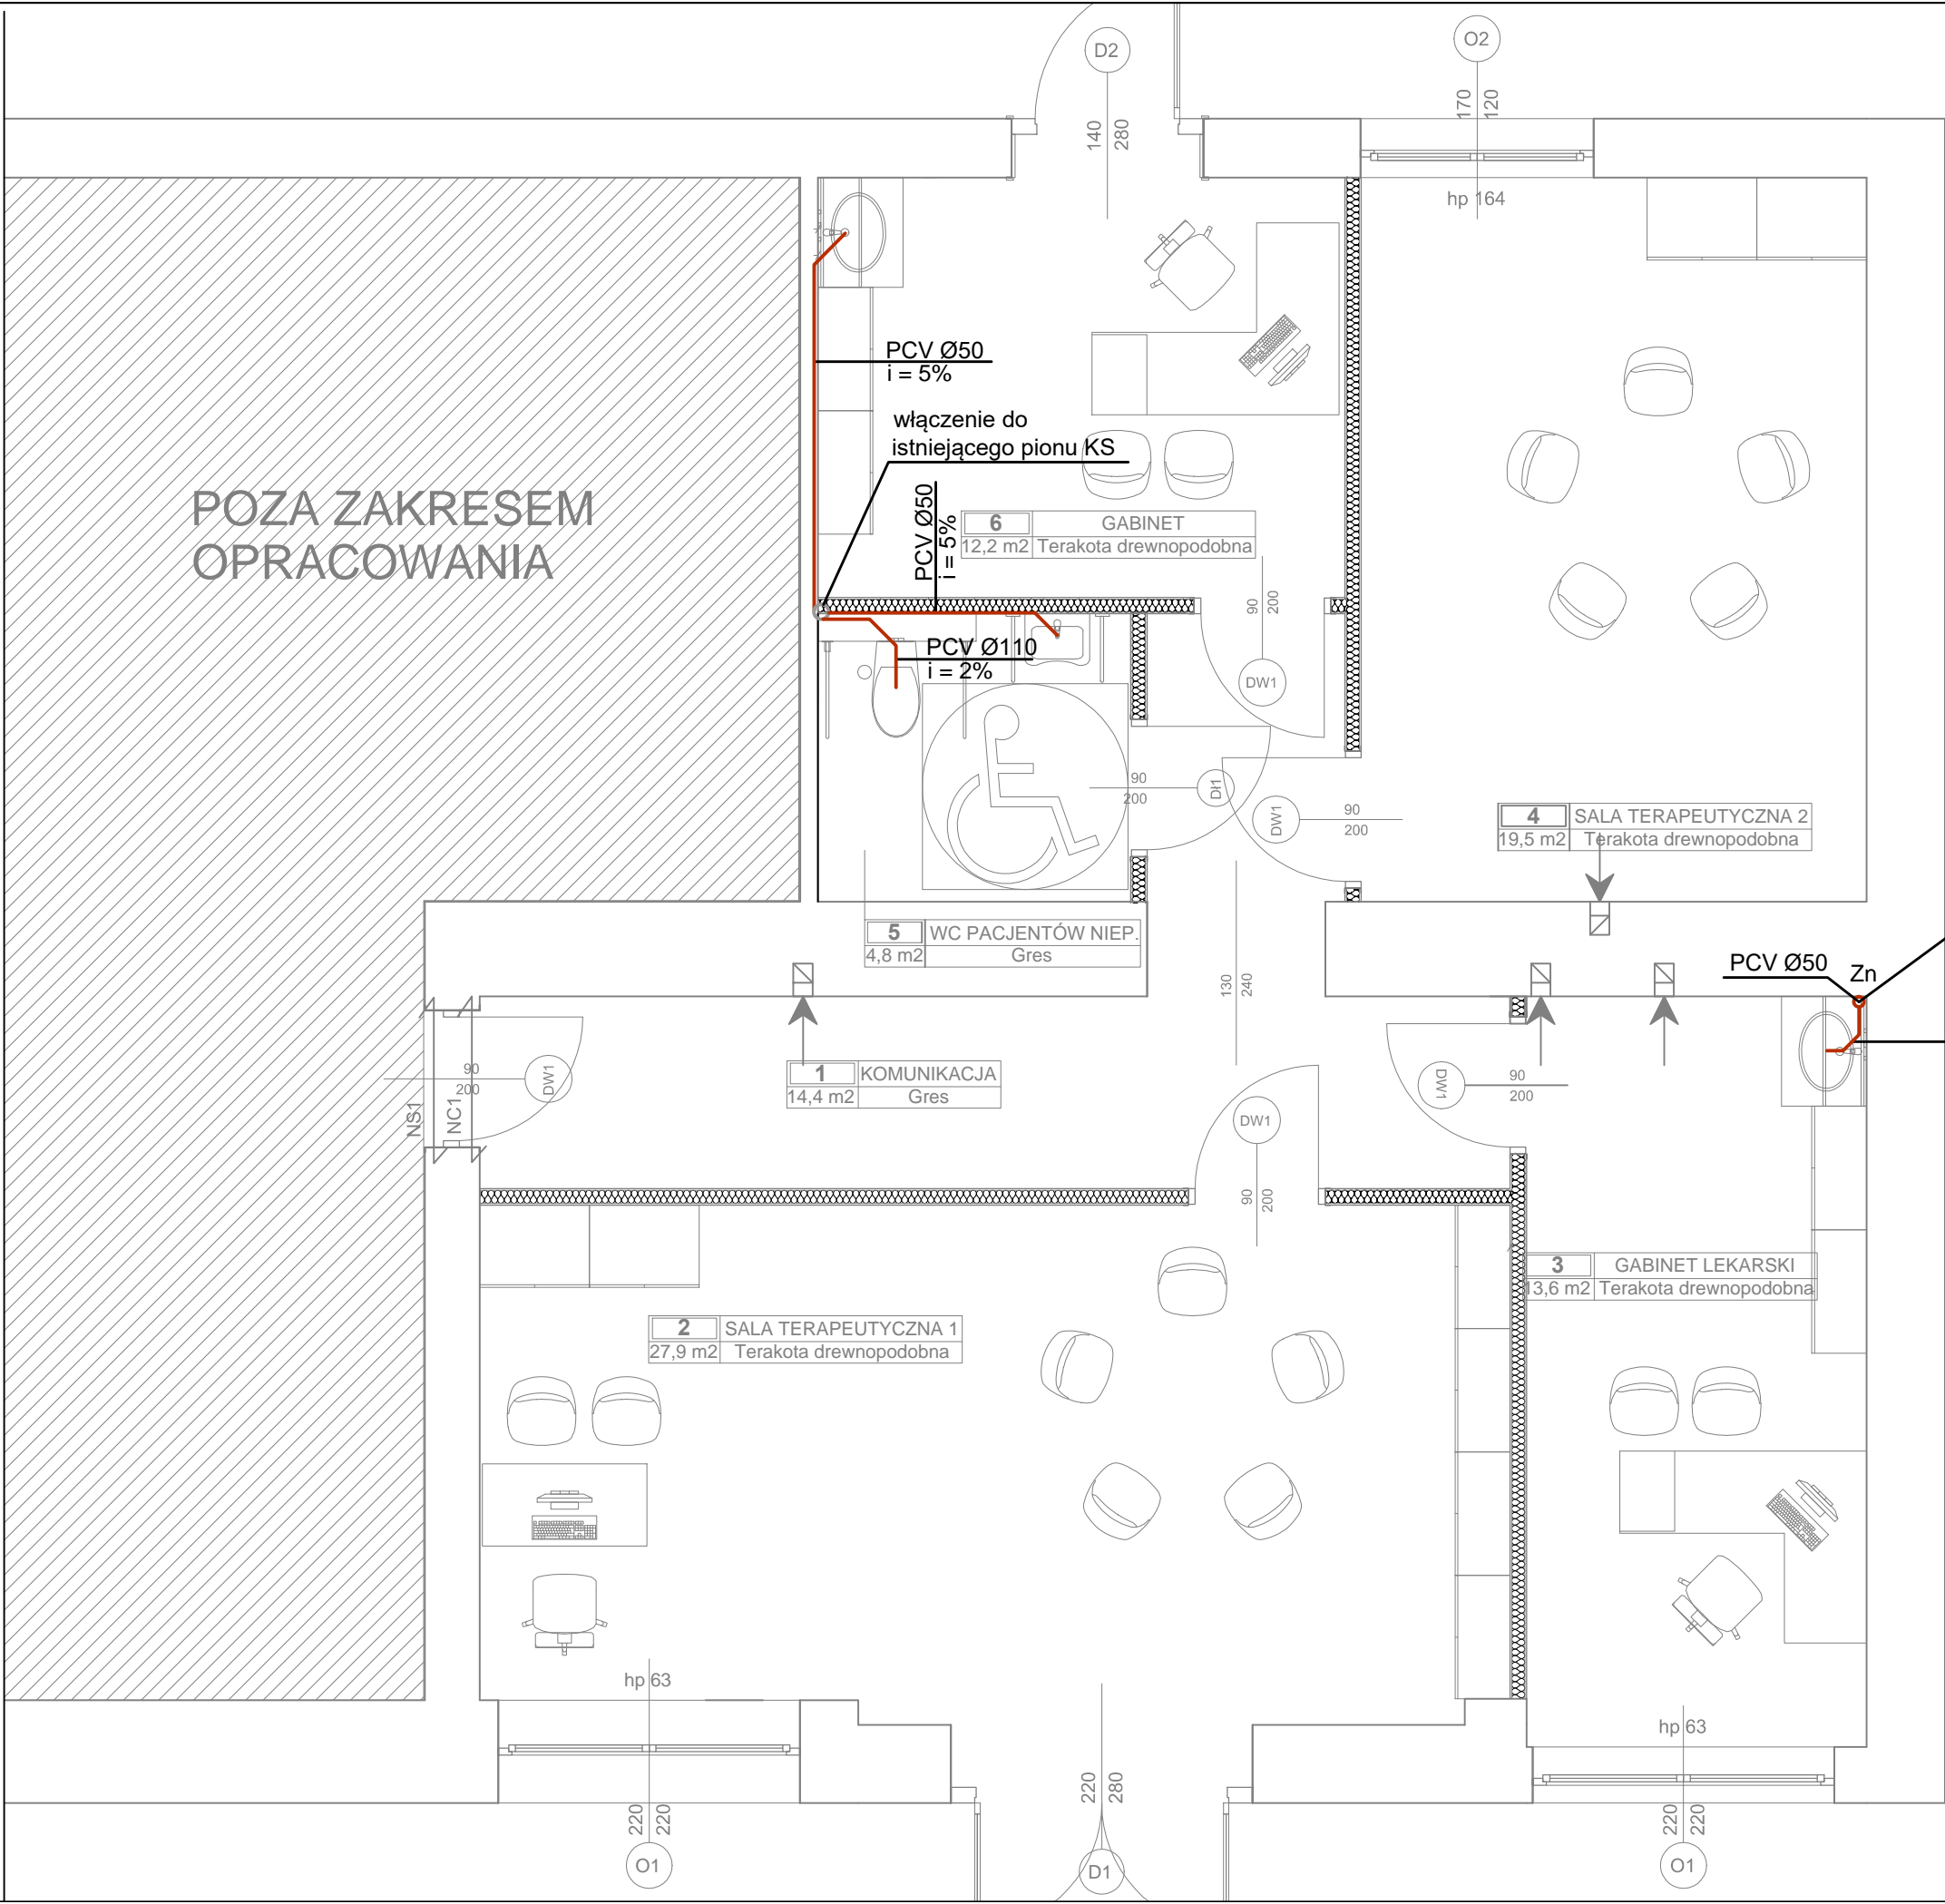 D2
140
280
O2
170
120
hp 164
PCV Ø50
i = 5%
włączenie do
istniejącego pionu KS
PCV Ø50
i = 5%
POZA ZAKRESEM
OPRACOWANIA
6 GABINET
12,2 m2 Terakota drewnopodobna
90
200
DW1
PCV Ø110
i = 2%
90
200
DH1
DW1
90
200
4 SALA TERAPEUTYCZNA 2
19,5 m2 Terakota drewnopodobna
5 WC PACJENTÓW NIEP.
4,8 m2 Gres
130
240
PCV Ø50
Zn
NS1
NC1
90
200
DW1
1 KOMUNIKACJA
14,4 m2 Gres
DW1
90
200
DW1
90
200
3 GABINET LEKARSKI
13,6 m2 Terakota drewnopodobna
2 SALA TERAPEUTYCZNA 1
27,9 m2 Terakota drewnopodobna
hp 63
220
220
O1
220
280
D1
hp 63
220
220
O1